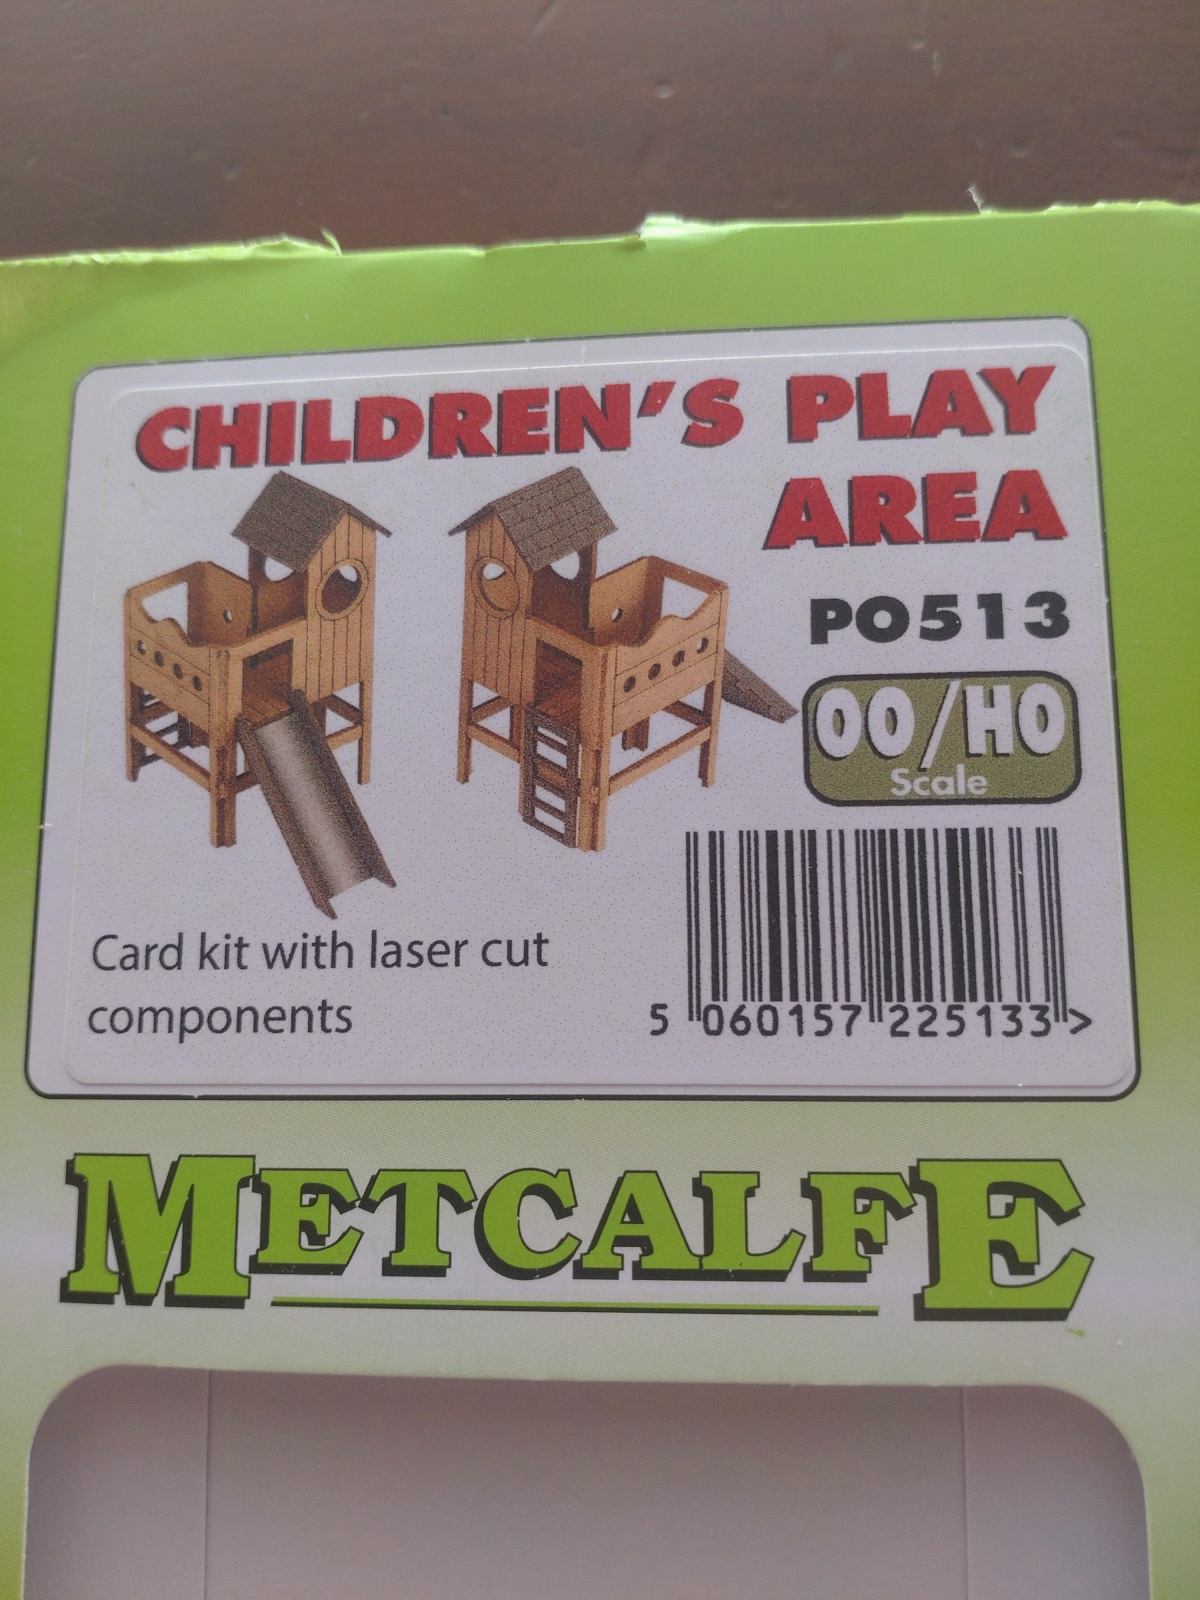 CHILDREN'S PLAY
AREA
PO513
OO/HO
Scale
Card kit with laser cut
components
5 060157 225133 >
METCALFE